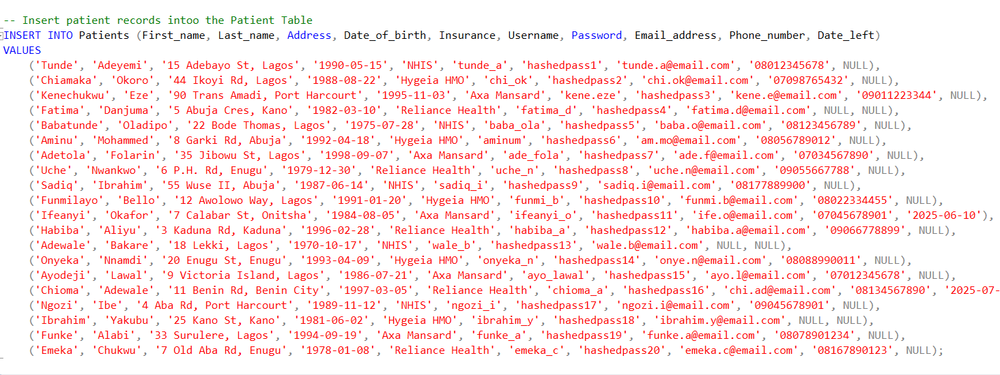 -- Insert patient records intoo the Patient Table
INSERT INTO Patients (First_name, Last_name, Address, Date_of_birth, Insurance, Username, Password, Email_address, Phone_number, Date_left)
VALUES
('Tunde', 'Adeyemi', '15 Adebayo St, Lagos', '1990-05-15', 'NHIS', 'tunde_a', 'hashedpass1', 'tunde.a@email.com', '08012345678', NULL),
('Chiamaka', 'Okoro', '44 Ikoyi Rd, Lagos', '1988-08-22', 'Hygeia HMO', 'chi_ok', 'hashedpass2', 'chi.ok@email.com', '07098765432', NULL),
('Kenechukwu', 'Eze', '90 Trans Amadi, Port Harcourt', '1995-11-03', 'Axa Mansard', 'kene.eze', 'hashedpass3', 'kene.e@email.com', '09011223344', NULL),
('Fatima', 'Danjuma', '5 Abuja Cres, Kano', '1982-03-10', 'Reliance Health', 'fatima_d', 'hashedpass4', 'fatima.d@email.com', NULL, NULL),
('Babatunde', 'Oladipo', '22 Bode Thomas, Lagos', '1975-07-28', 'NHIS', 'baba_ola', 'hashedpass5', 'baba.o@email.com', '08123456789', NULL),
('Aminu', 'Mohammed', '8 Garki Rd, Abuja', '1992-04-18', 'Hygeia HMO', 'aminum', 'hashedpass6', 'am.mo@email.com', '08056789012', NULL),
('Adetola', 'Folarin', '35 Jibowu St, Lagos', '1998-09-07', 'Axa Mansard', 'ade_fola', 'hashedpass7', 'ade.f@email.com', '07034567890', NULL),
('Uche', 'Nwankwo', '6 P.H. Rd, Enugu', '1979-12-30', 'Reliance Health', 'uche_n', 'hashedpass8', 'uche.n@email.com', '09055667788', NULL),
('Sadiq', 'Ibrahim', '55 Wuse II, Abuja', '1987-06-14', 'NHIS', 'sadiq_i', 'hashedpass9', 'sadiq.i@email.com', '08177889900', NULL),
('Funmilayo', 'Bello', '12 Awolowo Way, Lagos', '1991-01-20', 'Hygeia HMO', 'funmi_b', 'hashedpass10', 'funmi.b@email.com', '08022334455', NULL),
('Ifeanyi', 'Okafor', '7 Calabar St, Onitsha', '1984-08-05', 'Axa Mansard', 'ifeanyi_o', 'hashedpass11', 'ife.o@email.com', '07045678901', '2025-06-10'),
('Habiba', 'Aliyu', '3 Kaduna Rd, Kaduna', '1996-02-28', 'Reliance Health', 'habiba_a', 'hashedpass12', 'habiba.a@email.com', '09066778899', NULL),
('Adewale', 'Bakare', '18 Lekki, Lagos', '1970-10-17', 'NHIS', 'wale_b', 'hashedpass13', 'wale.b@email.com', NULL, NULL),
('Onyeka', 'Nnamdi', '20 Enugu St, Enugu', '1993-04-09', 'Hygeia HMO', 'onyeka_n', 'hashedpass14', 'onye.n@email.com', '08088990011', NULL),
('Ayodeji', 'Lawal', '9 Victoria Island, Lagos', '1986-07-21', 'Axa Mansard', 'ayo_lawal', 'hashedpass15', 'ayo.l@email.com', '07012345678', NULL),
('Chioma', 'Adewale', '11 Benin Rd, Benin City', '1997-03-05', 'Reliance Health', 'chioma_a', 'hashedpass16', 'chi.ad@email.com', '08134567890', '2025-07-
('Ngozi', 'Ibe', '4 Aba Rd, Port Harcourt', '1989-11-12', 'NHIS', 'ngozi_i', 'hashedpass17', 'ngozi.i@email.com', '09045678901', NULL),
('Ibrahim', 'Yakubu', '25 Kano St, Kano', '1981-06-02', 'Hygeia HMO', 'ibrahim_y', 'hashedpass18', 'ibrahim.y@email.com', NULL, NULL),
('Funke', 'Alabi', '33 Surulere, Lagos', '1994-09-19', 'Axa Mansard', 'funke_a', 'hashedpass19', 'funke.a@email.com', '08078901234', NULL),
('Emeka', 'Chukwu', '7 Old Aba Rd, Enugu', '1978-01-08', 'Reliance Health', 'emeka_c', 'hashedpass20', 'emeka.c@email.com', '08167890123', NULL);